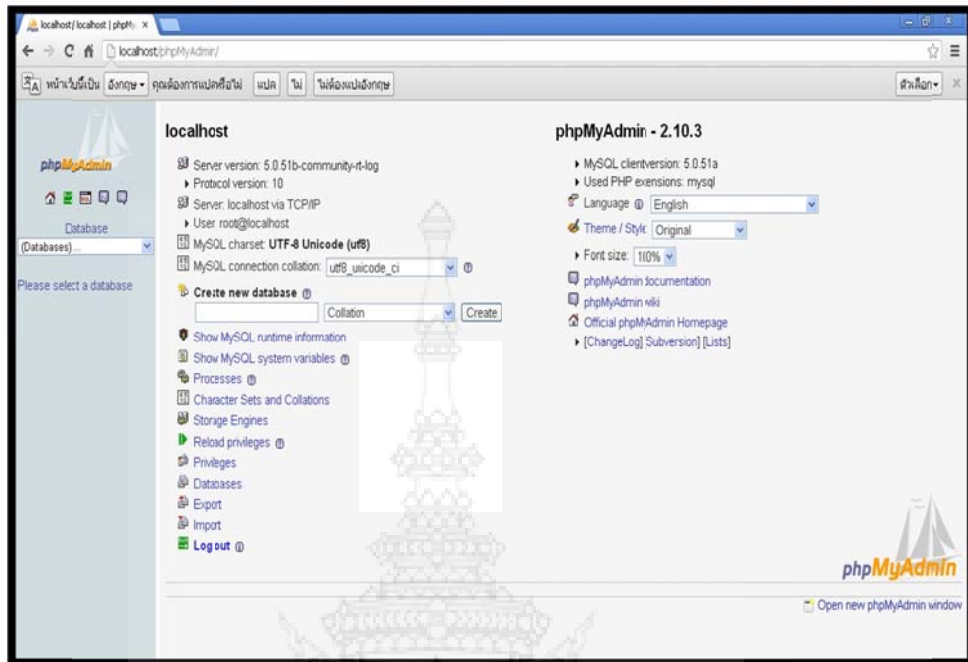 localhost / localhost | phpMy
localhost/phpMyAdmin/
หน้าเว็บนี้เป็น อังกฤษ คุณต้องการแปลหรือไม่ แปล ไม่ ไม่ต้องแปลอังกฤษ ตัวเลือก
phpMyAdmin
Database
(Databases) ...
Please select a database
localhost
Server version: 5.0.51b-community-nt-log
Protocol version: 10
Server: localhost via TCP/IP
User: root@localhost
MySQL charset: UTF-8 Unicode (utf8)
MySQL connection collation: utf8_unicode_ci
Create new database
Collation Create
Show MySQL runtime information
Show MySQL system variables
Processes
Character Sets and Collations
Storage Engines
Reload privileges
Privileges
Databases
Export
Import
Log out
phpMyAdmin - 2.10.3
MySQL client version: 5.0.51a
Used PHP extensions: mysql
Language English
Theme / Style: Original
Font size: 100%
phpMyAdmin documentation
phpMyAdmin wiki
Official phpMyAdmin Homepage
[ChangeLog] [Subversion] [Lists]
phpMyAdmin
Open new phpMyAdmin window